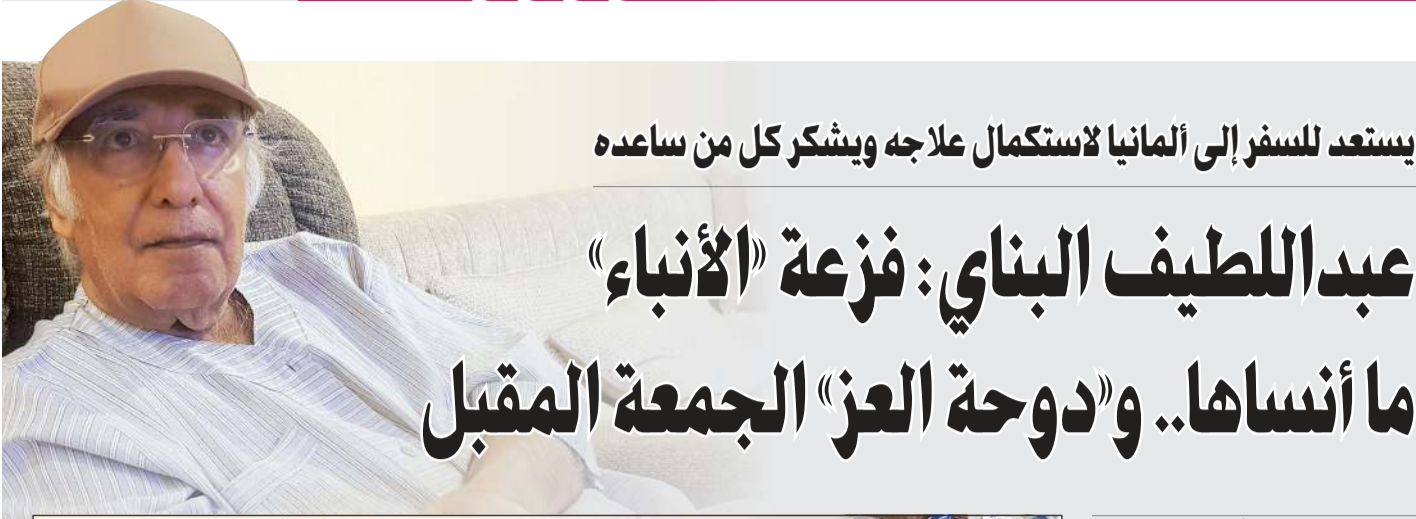 يستعد للسفر إلى ألمانيا لاستكمال علاجه ويشكر كل من ساعده
عبداللطيف البناي: فزعة «الأنباء»
ما أنساها.. و«دوحة العز» الجمعة المقبل